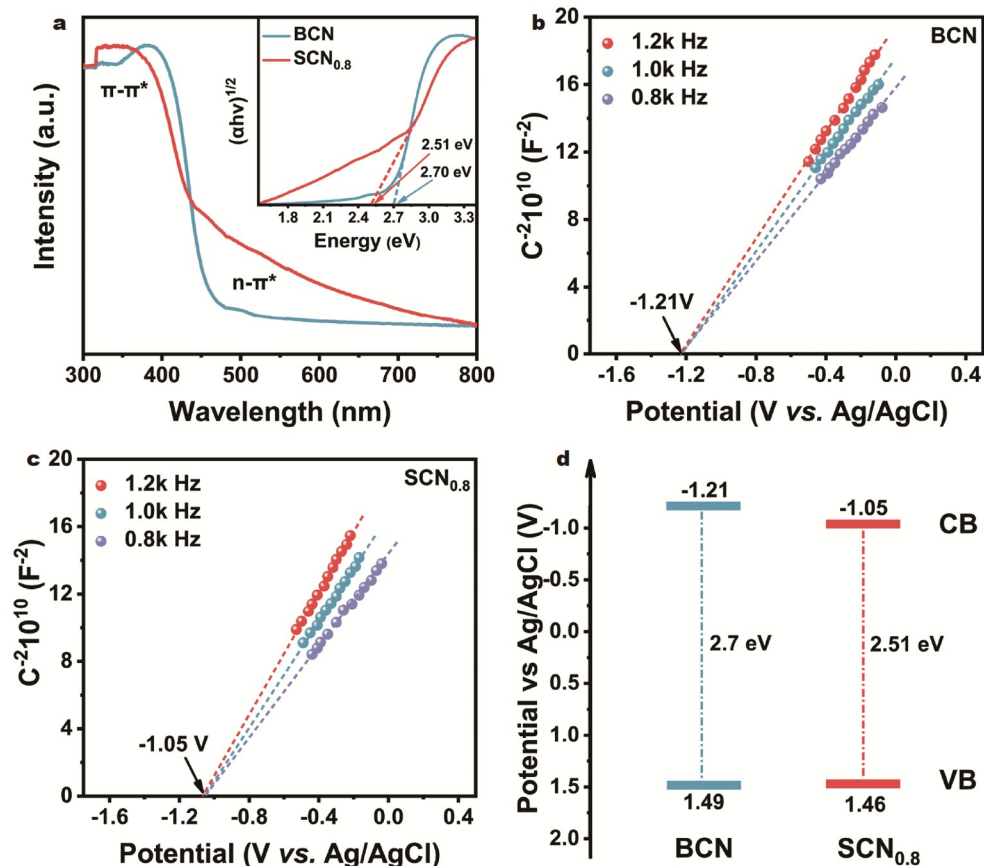 a
Intensity (a.u.)
π-π*
n-π*
300 400 500 600 700 800
Wavelength (nm)
BCN
SCN0.8
(αhv)1/2
2.51 eV
2.70 eV
1.8 2.1 2.4 2.7 3.0 3.3
Energy (eV)
b
BCN
1.2k Hz
1.0k Hz
0.8k Hz
C-2 10^10 (F-2)
20
16
12
8
4
0
-1.21V
-1.6 -1.2 -0.8 -0.4 0.0 0.4
Potential (V vs. Ag/AgCl)
c
SCN0.8
1.2k Hz
1.0k Hz
0.8k Hz
C-2 10^10 (F-2)
20
16
12
8
4
0
-1.05 V
-1.6 -1.2 -0.8 -0.4 0.0 0.4
Potential (V vs. Ag/AgCl)
d
Potential vs Ag/AgCl (V)
-1.0
-0.5
0.0
0.5
1.0
1.5
2.0
-1.21
-1.05
CB
2.7 eV
2.51 eV
VB
1.49
1.46
BCN
SCN0.8